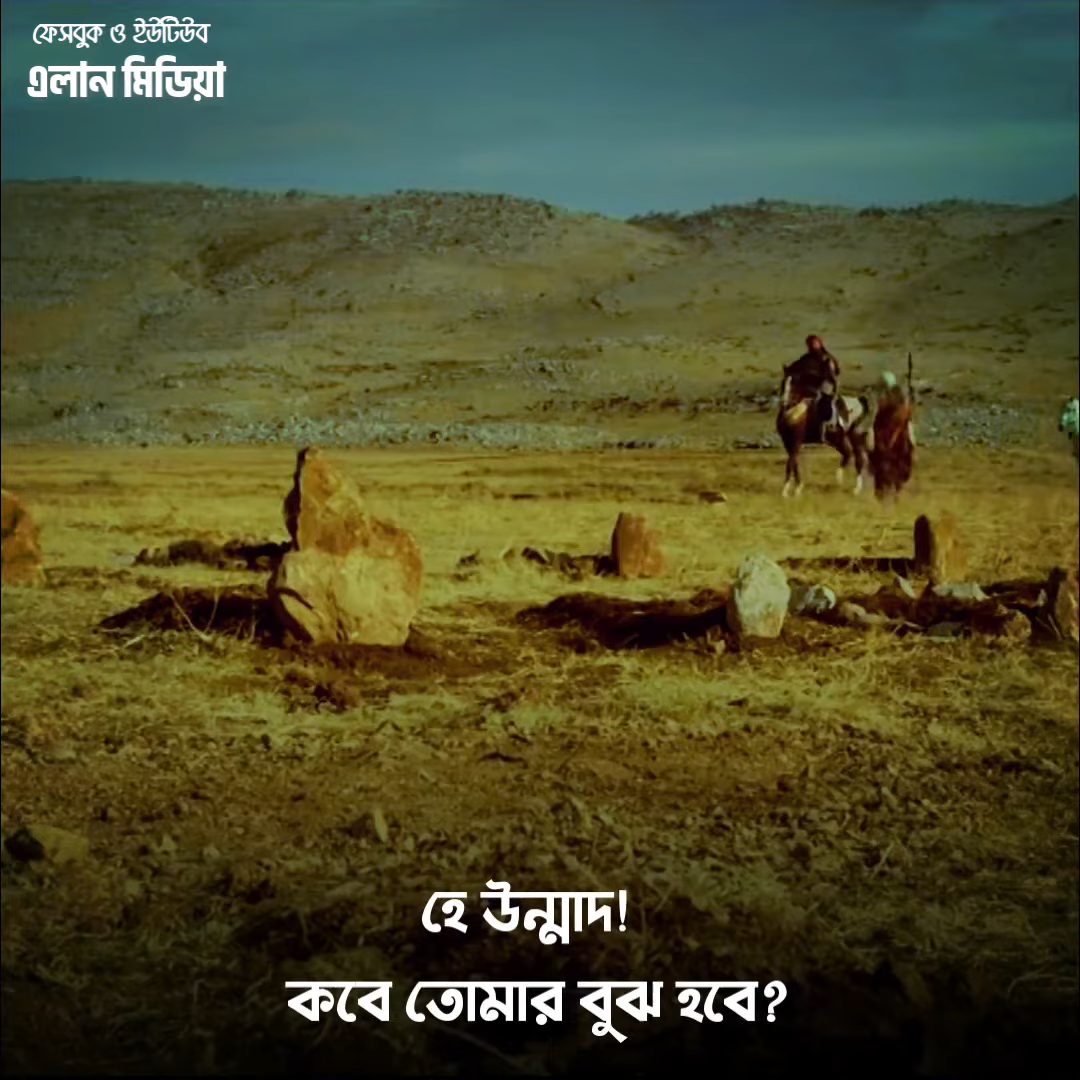 ফেসবুক ও ইউটিউব
এলান মিডিয়া
হে উন্মাদ!
কবে তোমার বুঝ হবে?